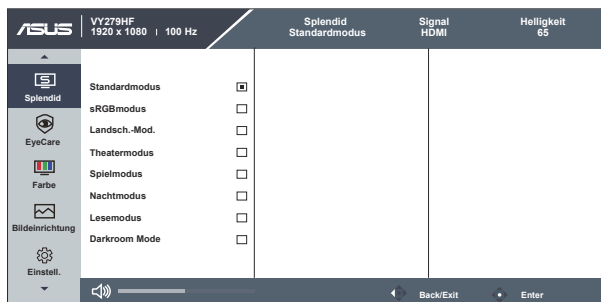 ASUS
VY279HF
1920 x 1080 | 100 Hz
Splendid
Standardmodus
Signal
HDMI
Helligkeit
65
Splendid
EyeCare
Farbe
Bildeinrichtung
Einstell.
Standardmodus
sRGBmodus
Landsch.-Mod.
Theatermodus
Spielmodus
Nachtmodus
Lesemodus
Darkroom Mode
Back/Exit
Enter